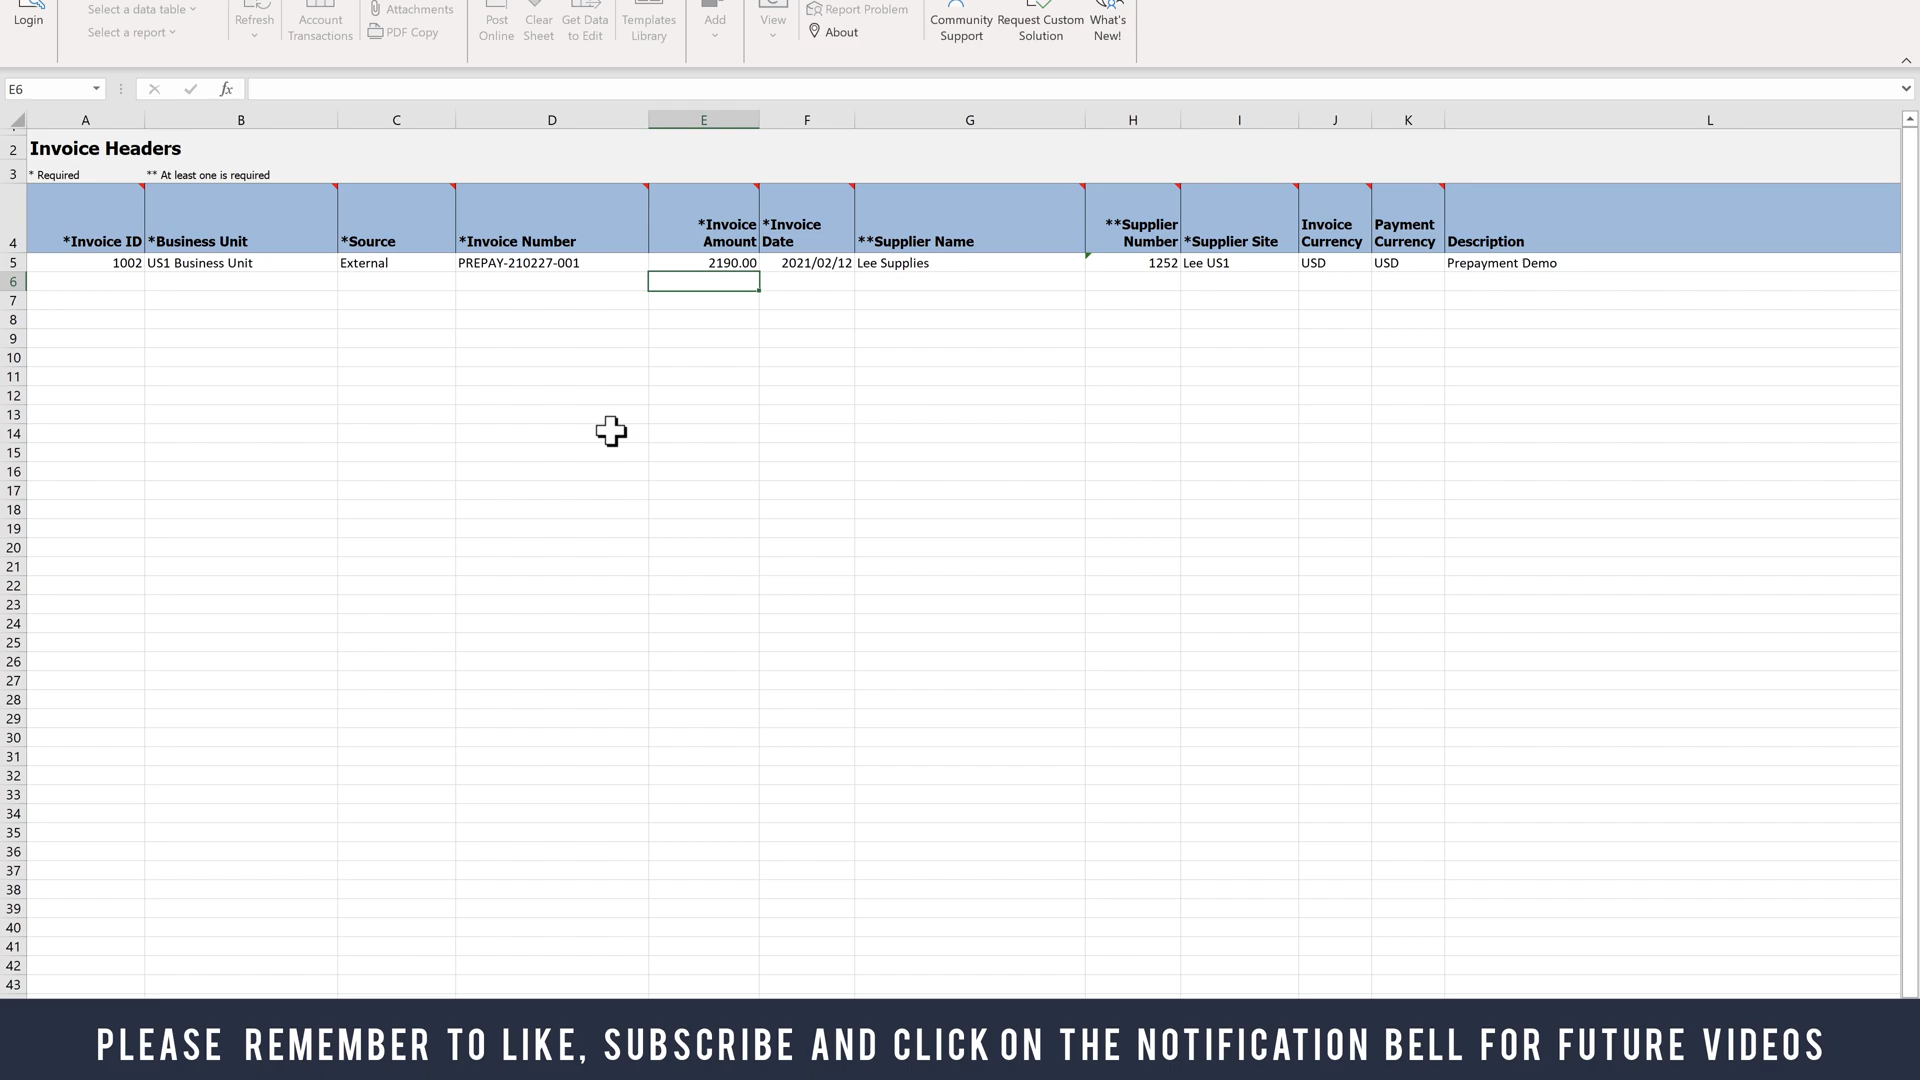 Login
Select a data table
Select a report
Refresh
Account
Transactions
Attachments
PDF Copy
Post
Online
Clear
Sheet
Get Data
to Edit
Templates
Library
Add
View
Report Problem
About
Community
Support
Request Custom
Solution
What's
New!
E6
fx
A B C D E F G H I J K L
2 Invoice Headers
3 * Required ** At least one is required
4 *Invoice ID *Business Unit *Source *Invoice Number *Invoice Amount *Invoice Date **Supplier Name **Supplier Number *Supplier Site Invoice Currency Payment Currency Description
5 1002 US1 Business Unit External PREPAY-210227-001 2190.00 2021/02/12 Lee Supplies 1252 Lee US1 USD USD Prepayment Demo
6
7
8
9
10
11
12
13
14
15
16
17
18
19
20
21
22
23
24
25
26
27
28
29
30
31
32
33
34
35
36
37
38
39
40
41
42
43
PLEASE REMEMBER TO LIKE, SUBSCRIBE AND CLICK ON THE NOTIFICATION BELL FOR FUTURE VIDEOS